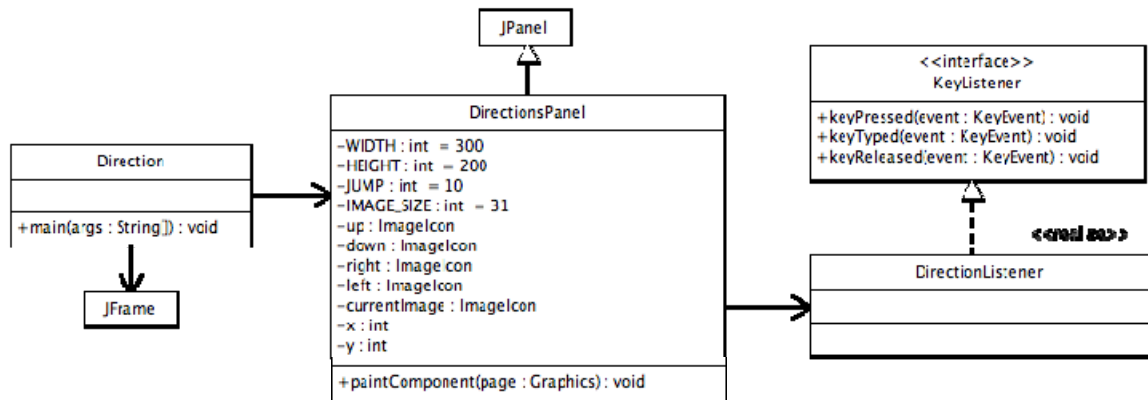 JPanel
<<interface>>
KeyListener
+keyPressed(event : KeyEvent) : void
+keyTyped(event : KeyEvent) : void
+keyReleased(event : KeyEvent) : void
DirectionsPanel
-WIDTH : int = 300
-HEIGHT : int = 200
-JUMP : int = 10
-IMAGE_SIZE : int = 31
-up : ImageIcon
-down : ImageIcon
-right : ImageIcon
-left : ImageIcon
-currentImage : ImageIcon
-x : int
-y : int
+paintComponent(page : Graphics) : void
Direction
+main(args : String[]) : void
JFrame
DirectionListener